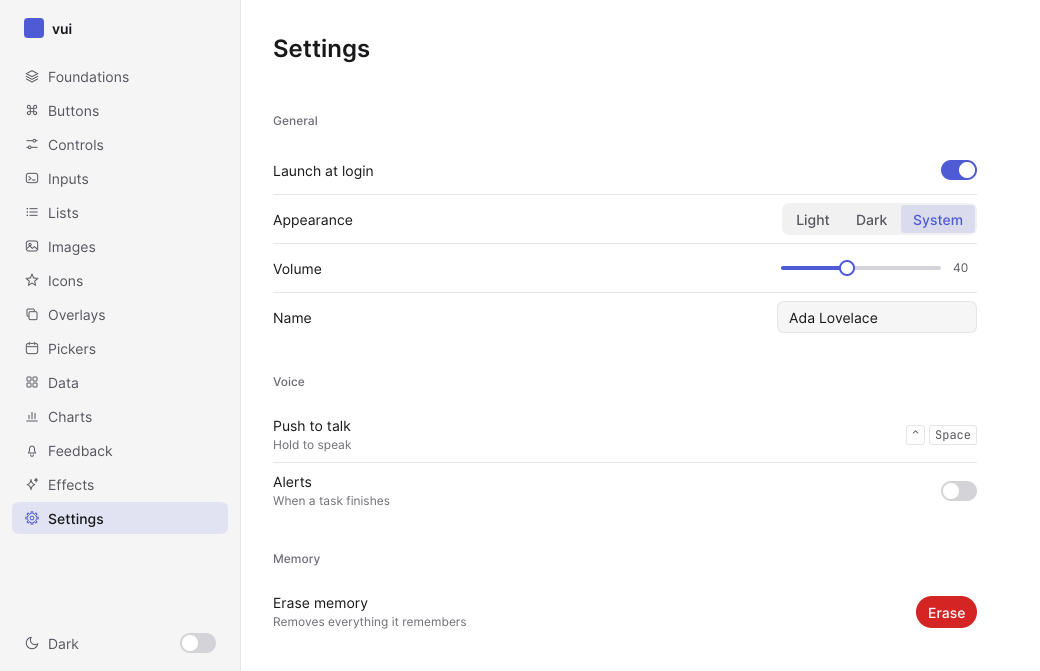 vui
Foundations
Buttons
Controls
Inputs
Lists
Images
Icons
Overlays
Pickers
Data
Charts
Feedback
Effects
Settings
Dark
Settings
General
Launch at login
Appearance
Light Dark System
Volume
40
Name
Ada Lovelace
Voice
Push to talk
Hold to speak
^ Space
Alerts
When a task finishes
Memory
Erase memory
Removes everything it remembers
Erase